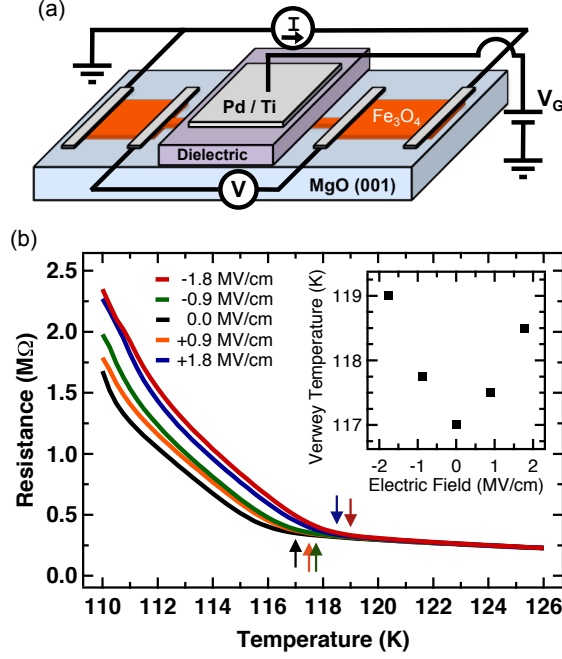 (a)
I
V_G
Pd / Ti
Fe₃O₄
Dielectric
V
MgO (001)
(b)
Resistance (MΩ)
2.5
2.0
1.5
1.0
0.5
0.0
-1.8 MV/cm
-0.9 MV/cm
0.0 MV/cm
+0.9 MV/cm
+1.8 MV/cm
Verwey Temperature (K)
119
118
117
-2 -1 0 1 2
Electric Field (MV/cm)
110 112 114 116 118 120 122 124 126
Temperature (K)